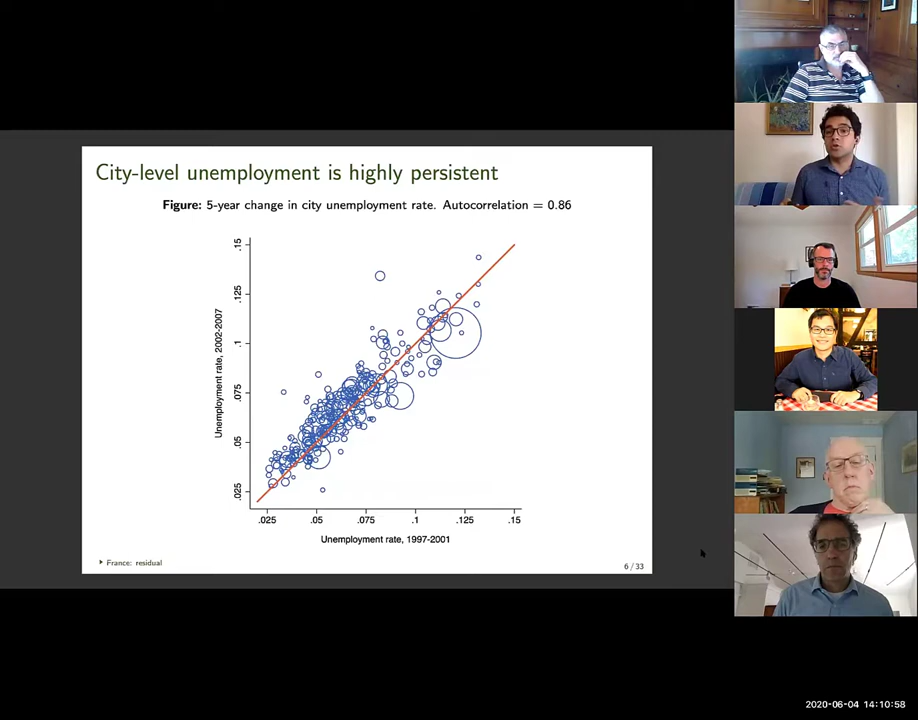 City-level unemployment is highly persistent
Figure: 5-year change in city unemployment rate. Autocorrelation = 0.86
Unemployment rate, 2002-2007
.15
.125
.1
.075
.05
.025
.025 .05 .075 .1 .125 .15
Unemployment rate, 1997-2001
France: residual
6 / 33
2020-06-04 14:10:58